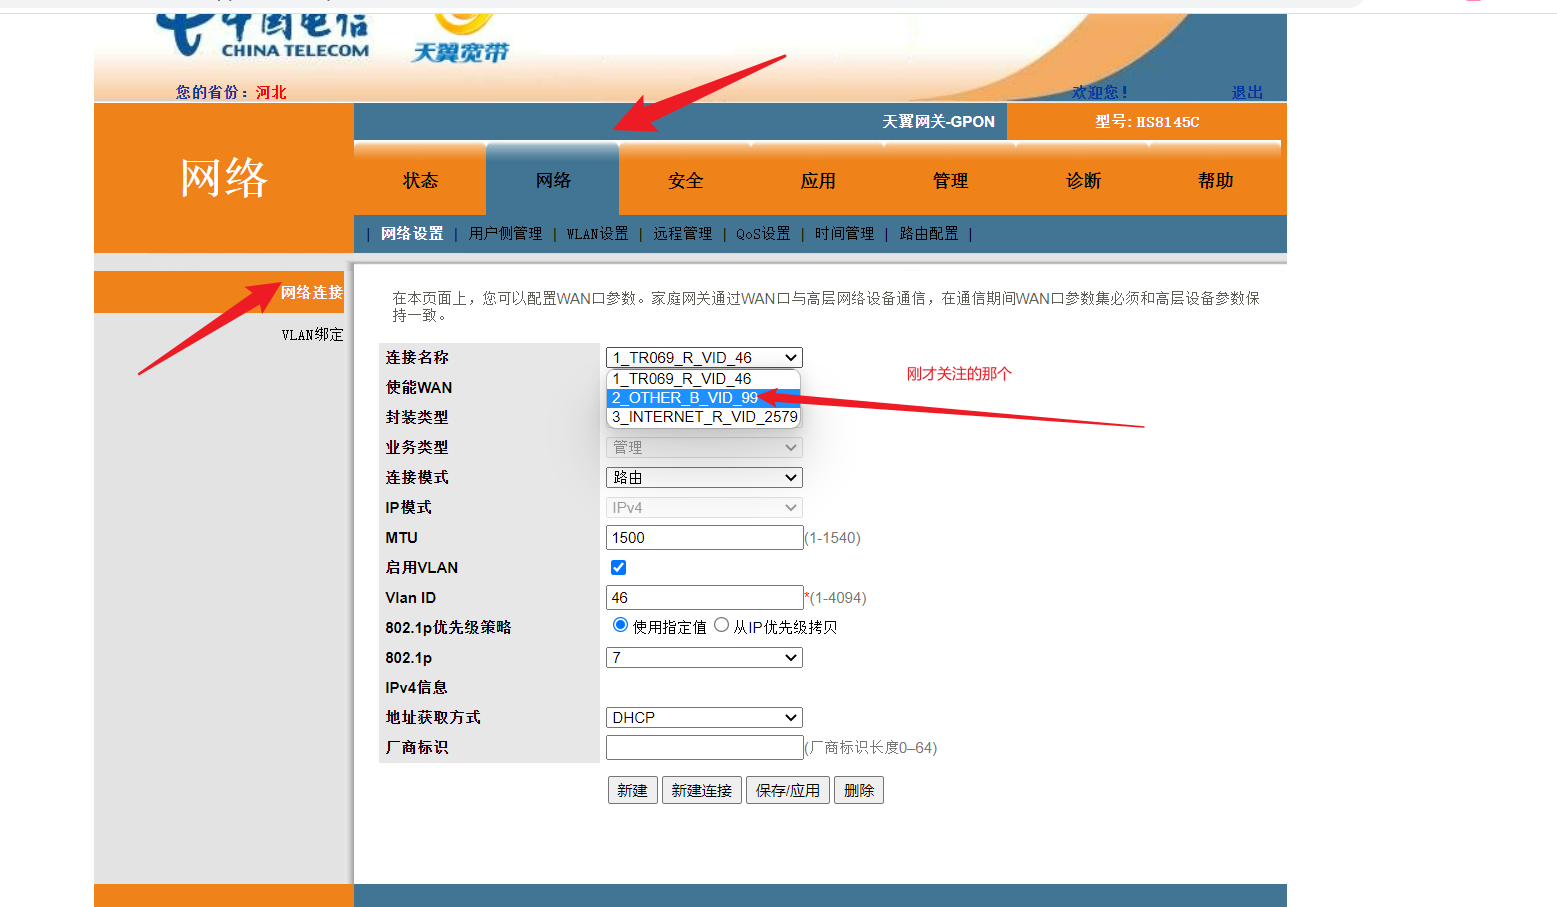 中国电信
CHINA TELECOM
天翼宽带
您的省份：河北
欢迎您！ 退出
天翼网关-GPON 型号: HS8145C
网络
状态 网络 安全 应用 管理 诊断 帮助
| 网络设置 | 用户侧管理 | WLAN设置 | 远程管理 | QoS设置 | 时间管理 | 路由配置 |
网络连接
VLAN绑定
在本页面上，您可以配置WAN口参数。家庭网关通过WAN口与高层网络设备通信，在通信期间WAN口参数集必须和高层设备参数保
持一致。
连接名称 1_TR069_R_VID_46
刚才关注的那个
使能WAN
1_TR069_R_VID_46
2_OTHER_B_VID_99
3_INTERNET_R_VID_2579
封装类型
业务类型 管理
连接模式 路由
IP模式 IPv4
MTU 1500 (1-1540)
启用VLAN
Vlan ID 46 *(1-4094)
802.1p优先级策略 使用指定值 从IP优先级拷贝
802.1p 7
IPv4信息
地址获取方式 DHCP
厂商标识 (厂商标识长度0–64)
新建 新建连接 保存/应用 删除